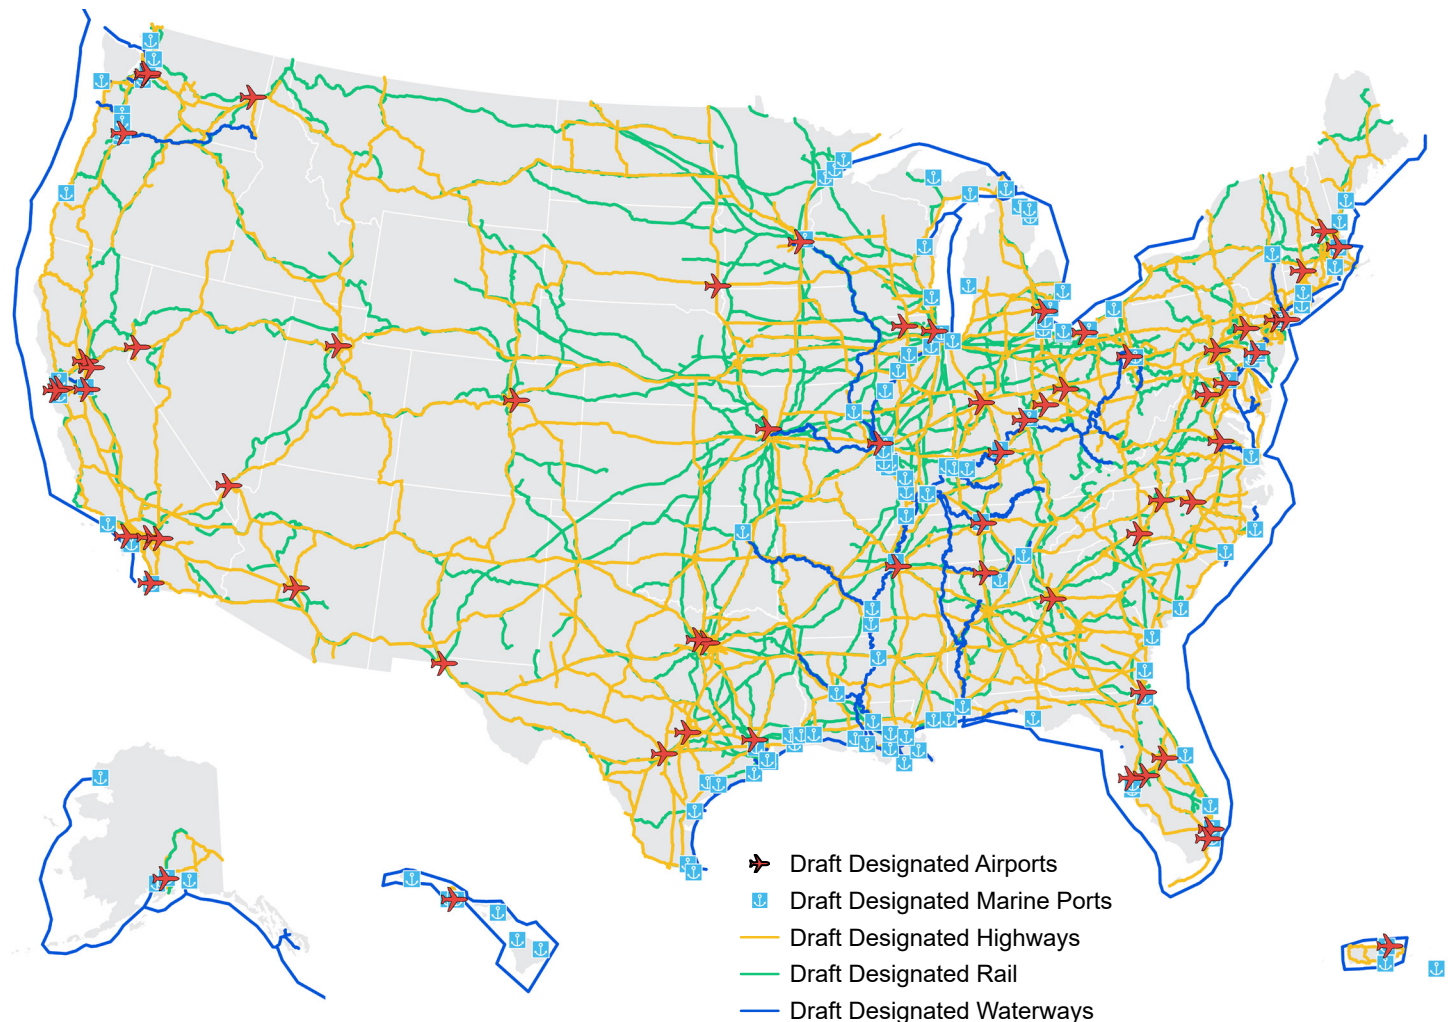 Draft Designated Airports
Draft Designated Marine Ports
Draft Designated Highways
Draft Designated Rail
Draft Designated Waterways